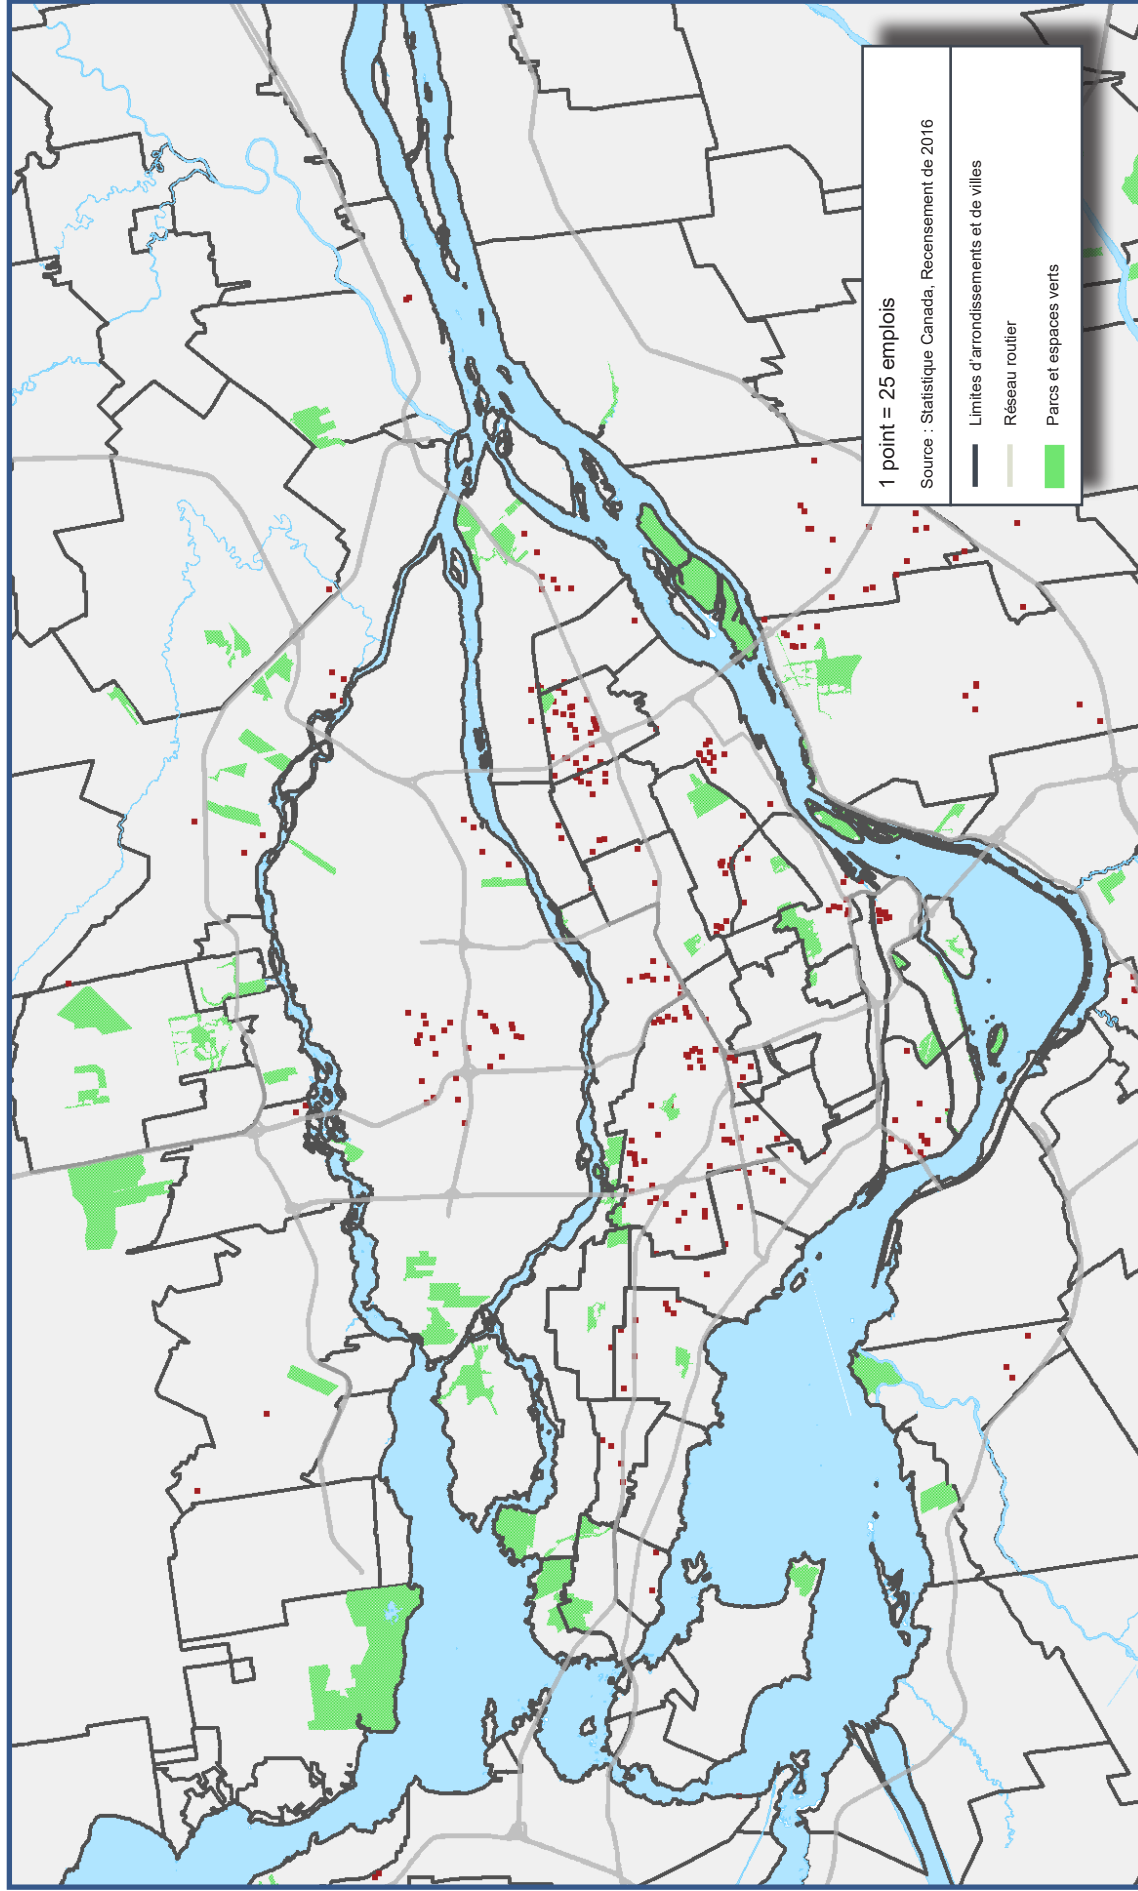 1 point = 25 emplois
Source : Statistique Canada, Recensement de 2016
Limites d'arrondissements et de villes
Réseau routier
Parcs et espaces verts